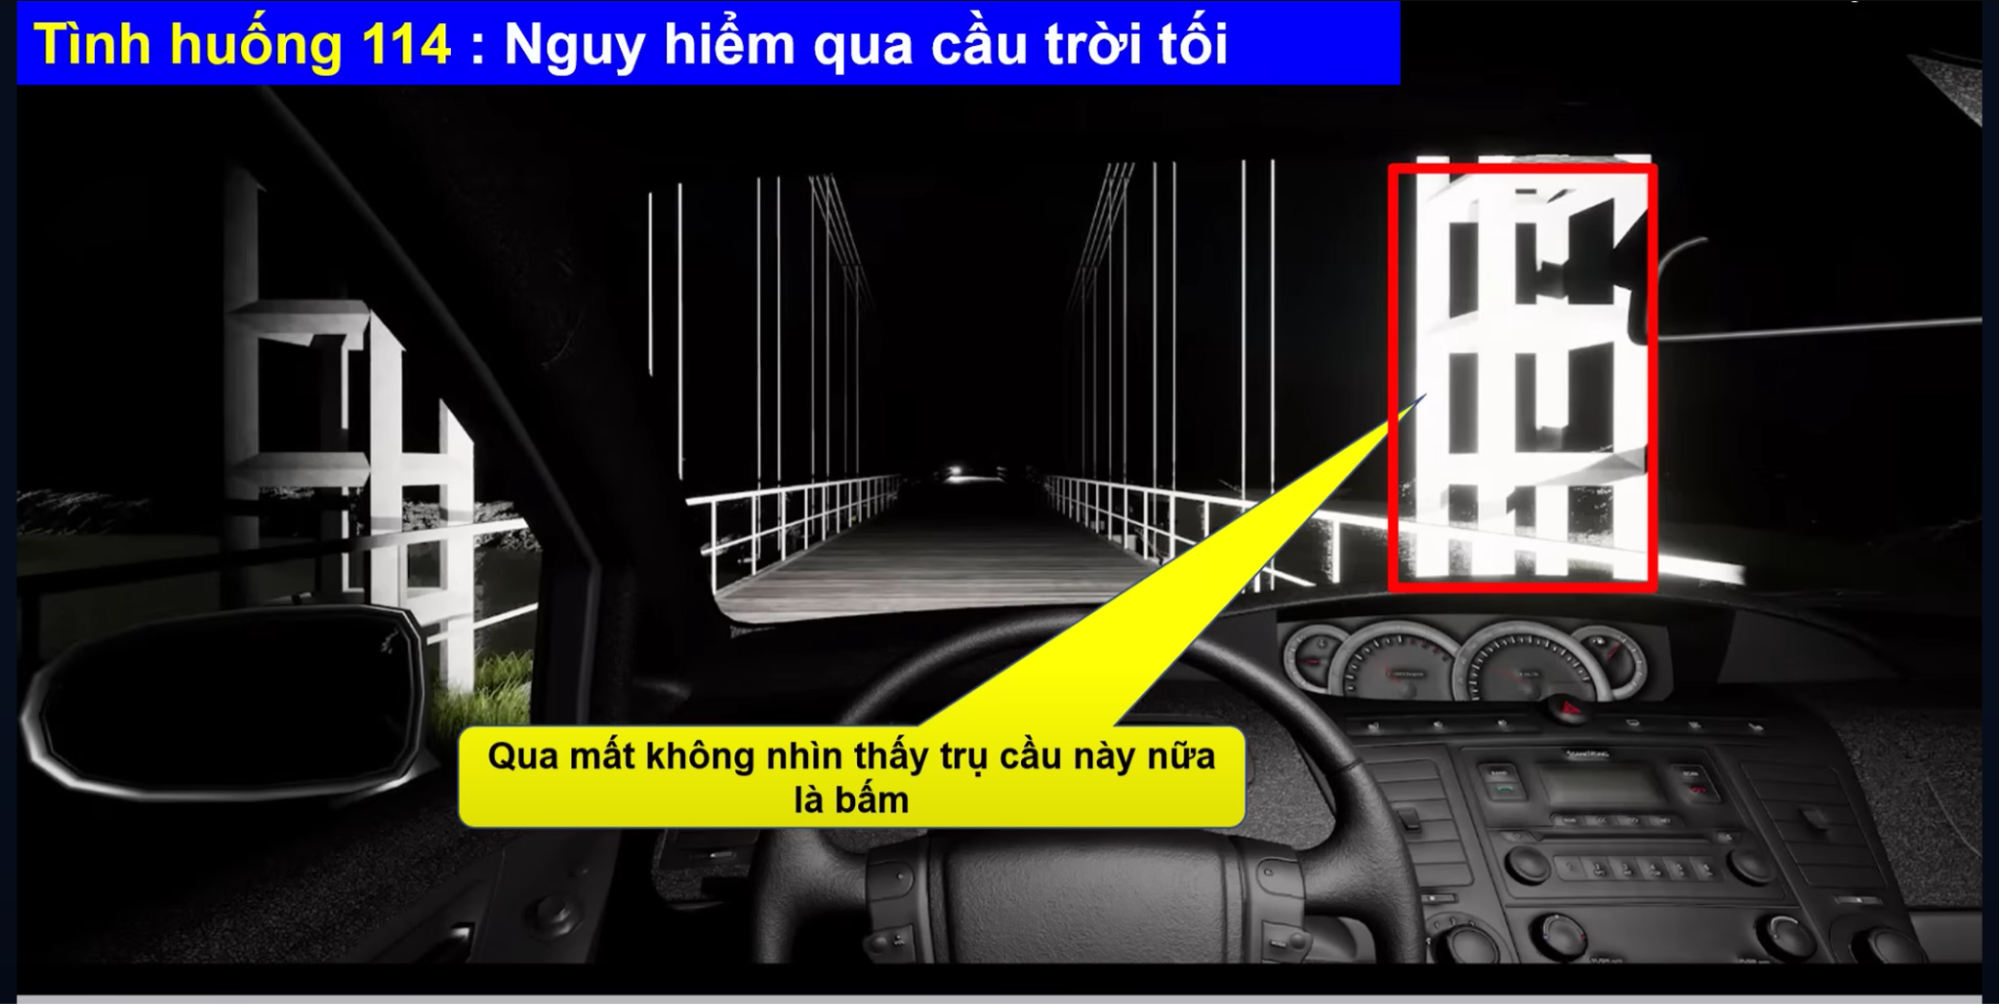 Tình huống 114 : Nguy hiểm qua cầu trời tối
Qua mất không nhìn thấy trụ cầu này nữa
là bấm